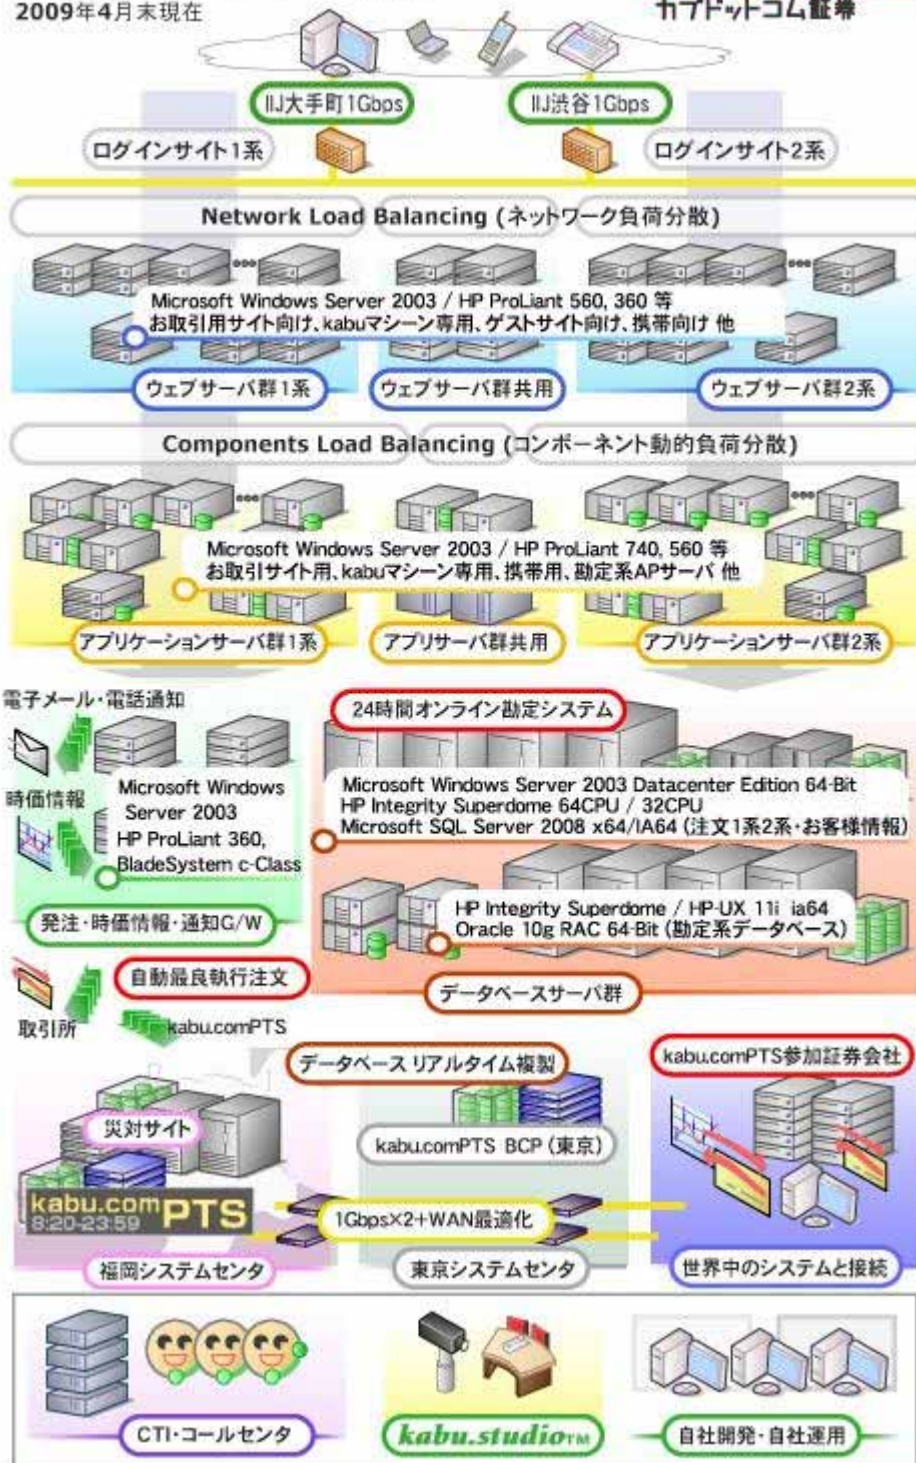 2009年4月末現在
カブドットコム証券
IIJ大手町1Gbps
IIJ渋谷1Gbps
ログインサイト1系
ログインサイト2系
Network Load Balancing (ネットワーク負荷分散)
Microsoft Windows Server 2003 / HP ProLiant 560, 360 等
お取引用サイト向け、kabuマシーン専用、ゲストサイト向け、携帯向け 他
ウェブサーバ群1系
ウェブサーバ群共用
ウェブサーバ群2系
Components Load Balancing (コンポーネント動的負荷分散)
Microsoft Windows Server 2003 / HP ProLiant 740, 560 等
お取引サイト用、kabuマシーン専用、携帯用、勘定系APサーバ 他
アプリケーションサーバ群1系
アプリサーバ群共用
アプリケーションサーバ群2系
電子メール・電話通知
時価情報
Microsoft Windows
Server 2003
HP ProLiant 360,
BladeSystem c-Class
発注・時価情報・通知G/W
24時間オンライン勘定システム
Microsoft Windows Server 2003 Datacenter Edition 64-Bit
HP Integrity Superdome 64CPU / 32CPU
Microsoft SQL Server 2008 x64/IA64 (注文1系2系・お客様情報)
HP Integrity Superdome / HP-UX 11i ia64
Oracle 10g RAC 64-Bit (勘定系データベース)
データベースサーバ群
自動最良執行注文
取引所
kabu.comPTS
データベース リアルタイム複製
kabu.comPTS参加証券会社
災対サイト
kabu.comPTS BCP (東京)
kabu.com PTS
8:20-23:59
1Gbps×2+WAN最適化
福岡システムセンタ
東京システムセンタ
世界中のシステムと接続
CTI・コールセンタ
kabu.studio™
自社開発・自社運用